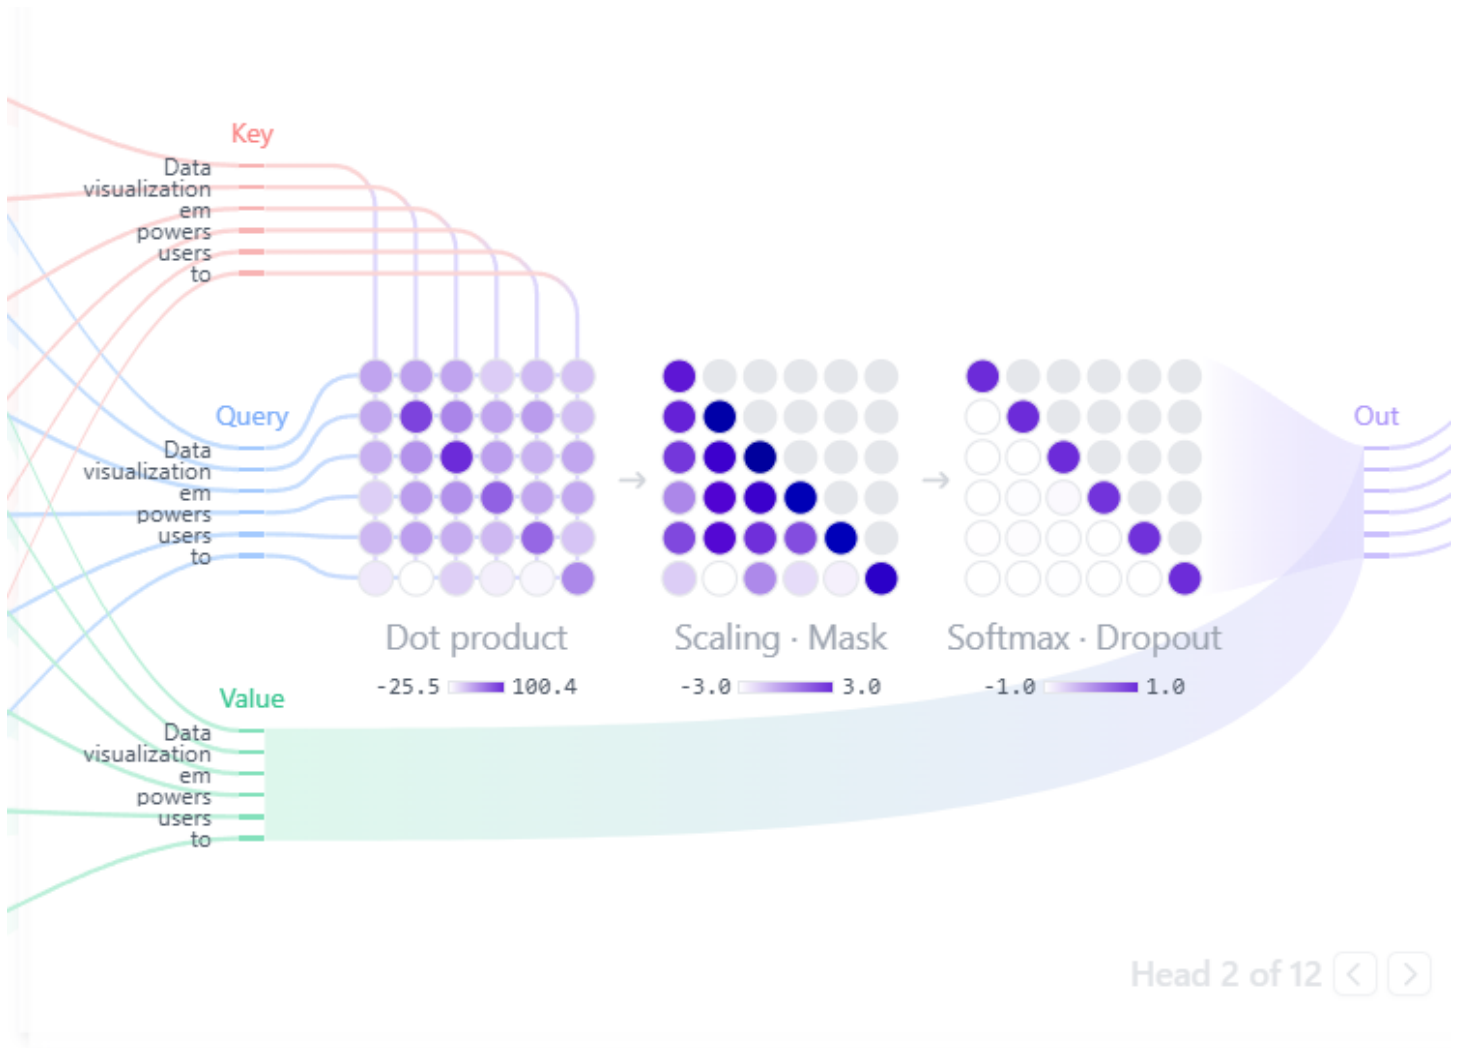 Key
Data
visualization
em
powers
users
to
Query
Data
visualization
em
powers
users
to
Out
Dot product
Scaling · Mask
Softmax · Dropout
-25.5 100.4
-3.0 3.0
-1.0 1.0
Value
Data
visualization
em
powers
users
to
Head 2 of 12